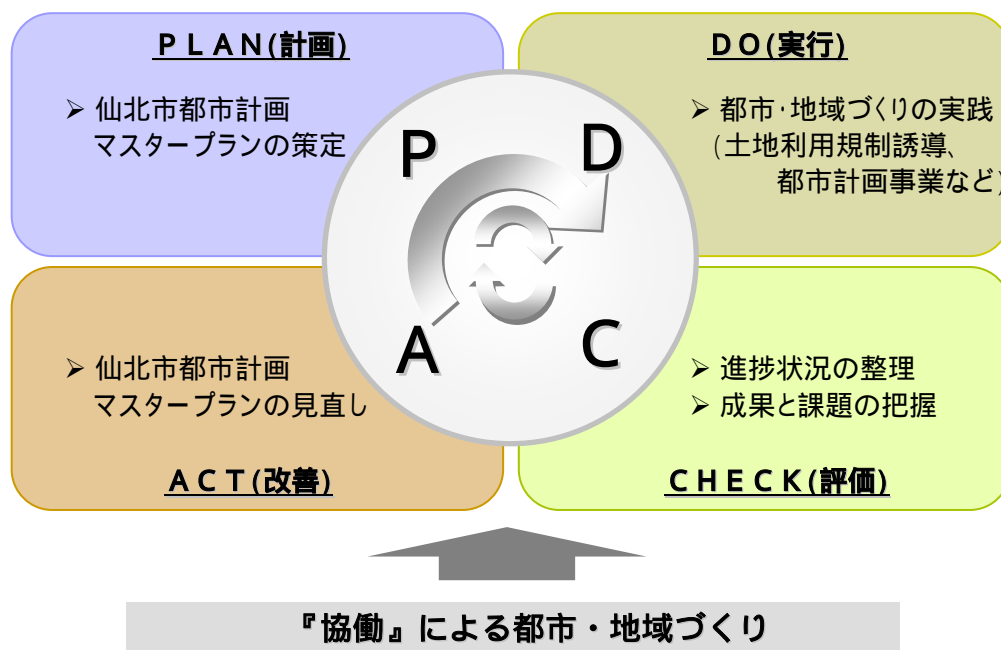 ＰＬＡＮ(計画)
➢ 仙北市都市計画
マスタープランの策定
ＤＯ(実行)
➢ 都市・地域づくりの実践
(土地利用規制誘導、
都市計画事業など)
P
D
A
C
➢ 仙北市都市計画
マスタープランの見直し
ＡＣＴ(改善)
➢ 進捗状況の整理
➢ 成果と課題の把握
ＣＨＥＣＫ(評価)
『協働』による都市・地域づくり